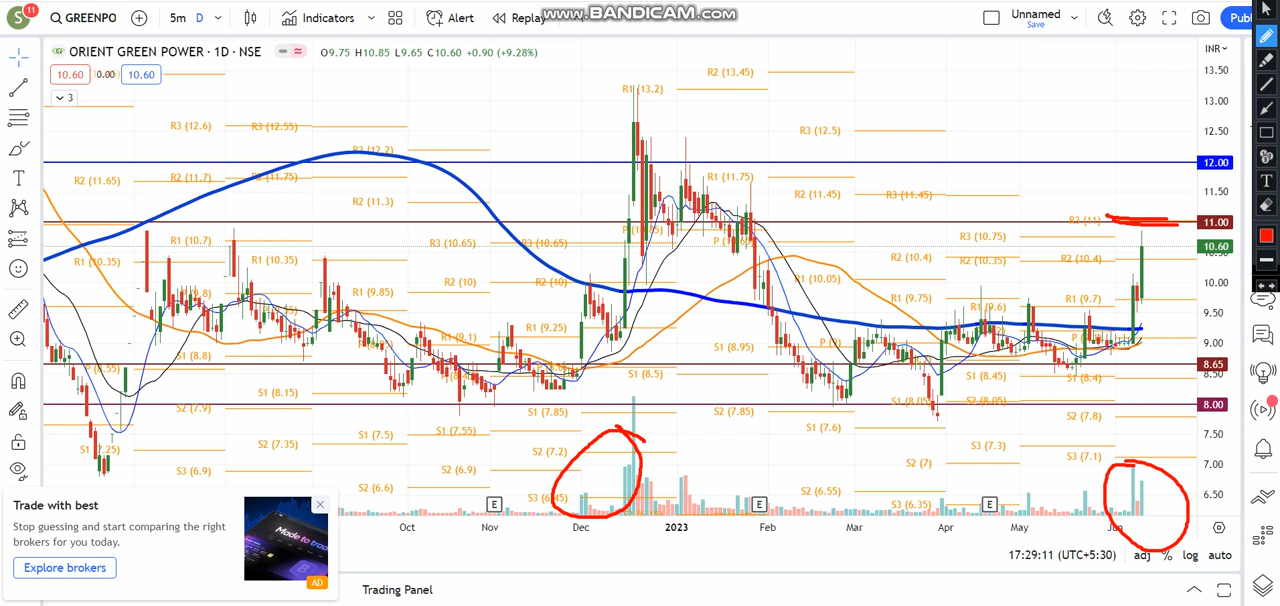 S 11 GREENPO 5m D Indicators Alert Replay www.BANDICAM.com Unnamed Save Publ
ORIENT GREEN POWER · 1D · NSE O9.75 H10.85 L9.65 C10.60 +0.90 (+9.28%) INR
10.60 0.00 10.60
3
13.50
13.00
12.50
12.00
11.50
11.00
10.60
10.00
9.50
9.00
8.65
8.50
8.00
7.50
7.00
6.50
R2 (13.45)
R1 (13.2)
R3 (12.6) R3 (12.55) R3 (12.5)
R3 (12.2)
R2 (11.65) R2 (11.7) R2 (11.75) R1 (11.75)
R2 (11.3) R2 (11.45) R3 (11.45)
R3 (11)
R1 (10.7) R3 (10.65) R3 (10.65) P (10.85) R3 (10.75)
R1 (10.35) R1 (10.35) R1 (10.05) R2 (10.4) R2 (10.35) R2 (10.4)
R1 (9.85) R2 (10) R2 (10) R1 (9.75) R1 (9.6) R1 (9.7)
R1 (9.1) R1 (9.25) P (9)
S1 (8.8) S1 (8.95)
S1 (8.15) S1 (8.5) S1 (8.45) S1 (8.4)
S2 (7.9) S1 (7.85) S2 (7.85) S1 (8.05) S2 (8.05) S2 (7.8)
S1 (7.25) S2 (7.35) S1 (7.5) S1 (7.55) S1 (7.6)
S3 (6.9) S2 (6.9) S2 (7.2) S2 (7) S3 (7.3) S3 (7.1)
S2 (6.6) S3 (6.45) S2 (6.55) S3 (6.35)
E E E
Oct Nov Dec 2023 Feb Mar Apr May Jun
17:29:11 (UTC+5:30) adj % log auto
Trade with best
Stop guessing and start comparing the right
brokers for you today.
Explore brokers
Made to trad
AD
Trading Panel